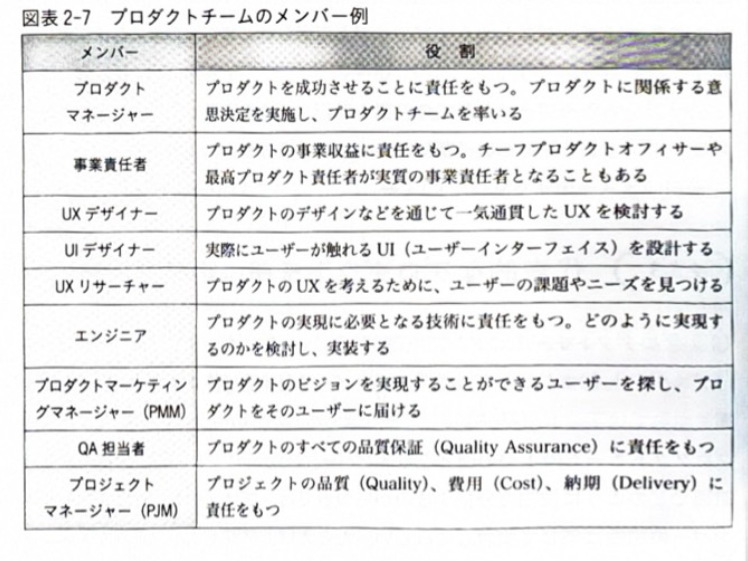 図表2-7 プロダクトチームのメンバー例
メンバー 役 割
プロダクト
マネージャー
プロダクトを成功させることに責任をもつ。プロダクトに関係する意
思決定を実施し、プロダクトチームを率いる
事業責任者
プロダクトの事業収益に責任をもつ。チーフプロダクトオフィサーや
最高プロダクト責任者が実質の事業責任者となることもある
UXデザイナー
プロダクトのデザインなどを通じて一気通貫したUXを検討する
UIデザイナー
実際にユーザーが触れるUI（ユーザーインターフェイス）を設計する
UXリサーチャー
プロダクトのUXを考えるために、ユーザーの課題やニーズを見つける
エンジニア
プロダクトの実現に必要となる技術に責任をもつ。どのように実現す
るのかを検討し、実装する
プロダクトマーケティン
グマネージャー（PMM）
プロダクトのビジョンを実現することができるユーザーを探し、プロ
ダクトをそのユーザーに届ける
QA担当者
プロダクトのすべての品質保証（Quality Assurance）に責任をもつ
プロジェクト
マネージャー（PJM）
プロジェクトの品質（Quality）、費用（Cost）、納期（Delivery）に
責任をもつ